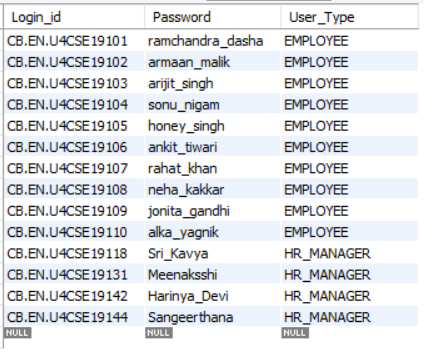 Login_id Password User_Type
CB.EN.U4CSE19101 ramchandra_dasha EMPLOYEE
CB.EN.U4CSE19102 armaan_malik EMPLOYEE
CB.EN.U4CSE19103 arijit_singh EMPLOYEE
CB.EN.U4CSE19104 sonu_nigam EMPLOYEE
CB.EN.U4CSE19105 honey_singh EMPLOYEE
CB.EN.U4CSE19106 ankit_tiwari EMPLOYEE
CB.EN.U4CSE19107 rahat_khan EMPLOYEE
CB.EN.U4CSE19108 neha_kakkar EMPLOYEE
CB.EN.U4CSE19109 jonita_gandhi EMPLOYEE
CB.EN.U4CSE19110 alka_yagnik EMPLOYEE
CB.EN.U4CSE19118 Sri_Kavya HR_MANAGER
CB.EN.U4CSE19131 Meenaksshi HR_MANAGER
CB.EN.U4CSE19142 Harinya_Devi HR_MANAGER
CB.EN.U4CSE19144 Sangeerthana HR_MANAGER
NULL NULL NULL